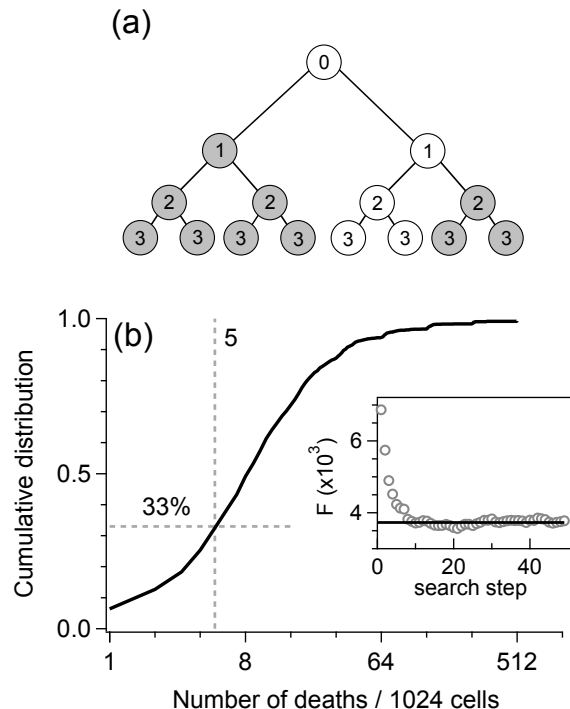 (a)
0
1 1
2 2 2 2
3 3 3 3 3 3 3 3
(b)
Cumulative distribution
1.0
0.5
0.0
5
33%
F (x10³)
6
4
0 20 40
search step
1 8 64 512
Number of deaths / 1024 cells